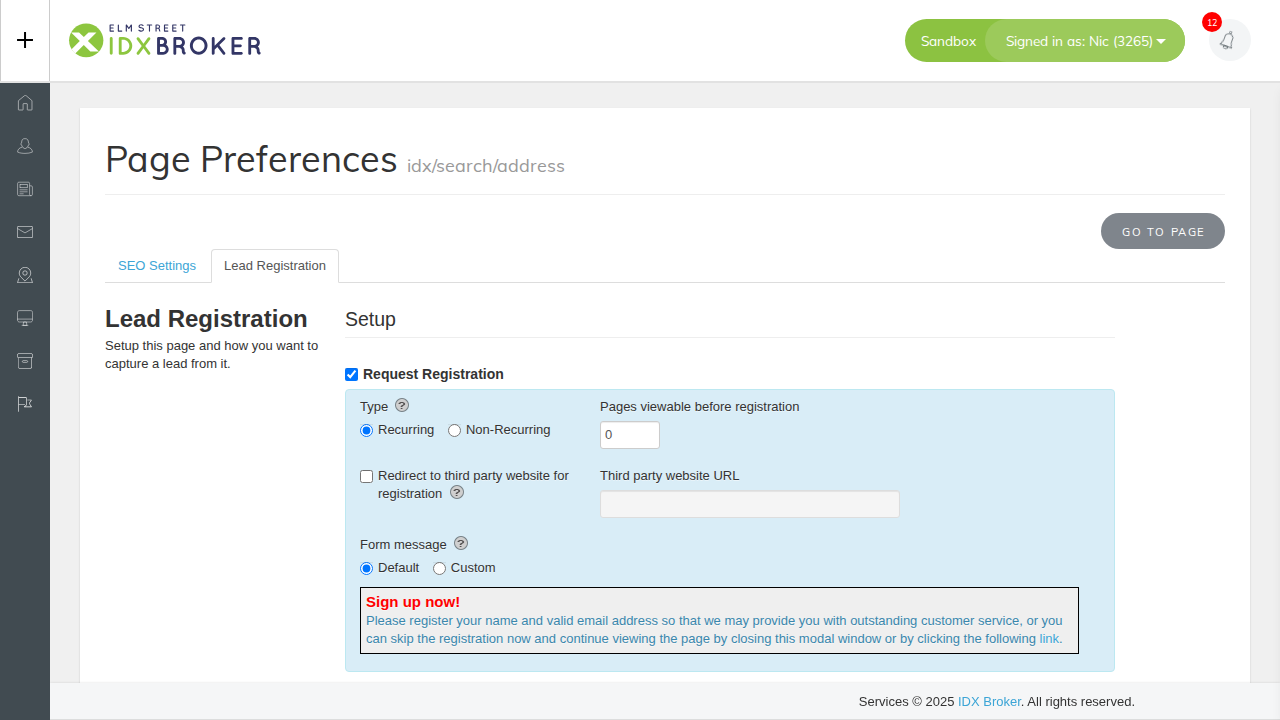 ELM STREET
IDXBROKER
Sandbox
Signed in as: Nic (3265)
12
Page Preferences idx/search/address
GO TO PAGE
SEO Settings
Lead Registration
Lead Registration
Setup this page and how you want to
capture a lead from it.
Setup
Request Registration
Type ?
Pages viewable before registration
Recurring
Non-Recurring
0
Redirect to third party website for
registration ?
Third party website URL
Form message ?
Default
Custom
Sign up now!
Please register your name and valid email address so that we may provide you with outstanding customer service, or you
can skip the registration now and continue viewing the page by closing this modal window or by clicking the following link.
Services © 2025 IDX Broker. All rights reserved.